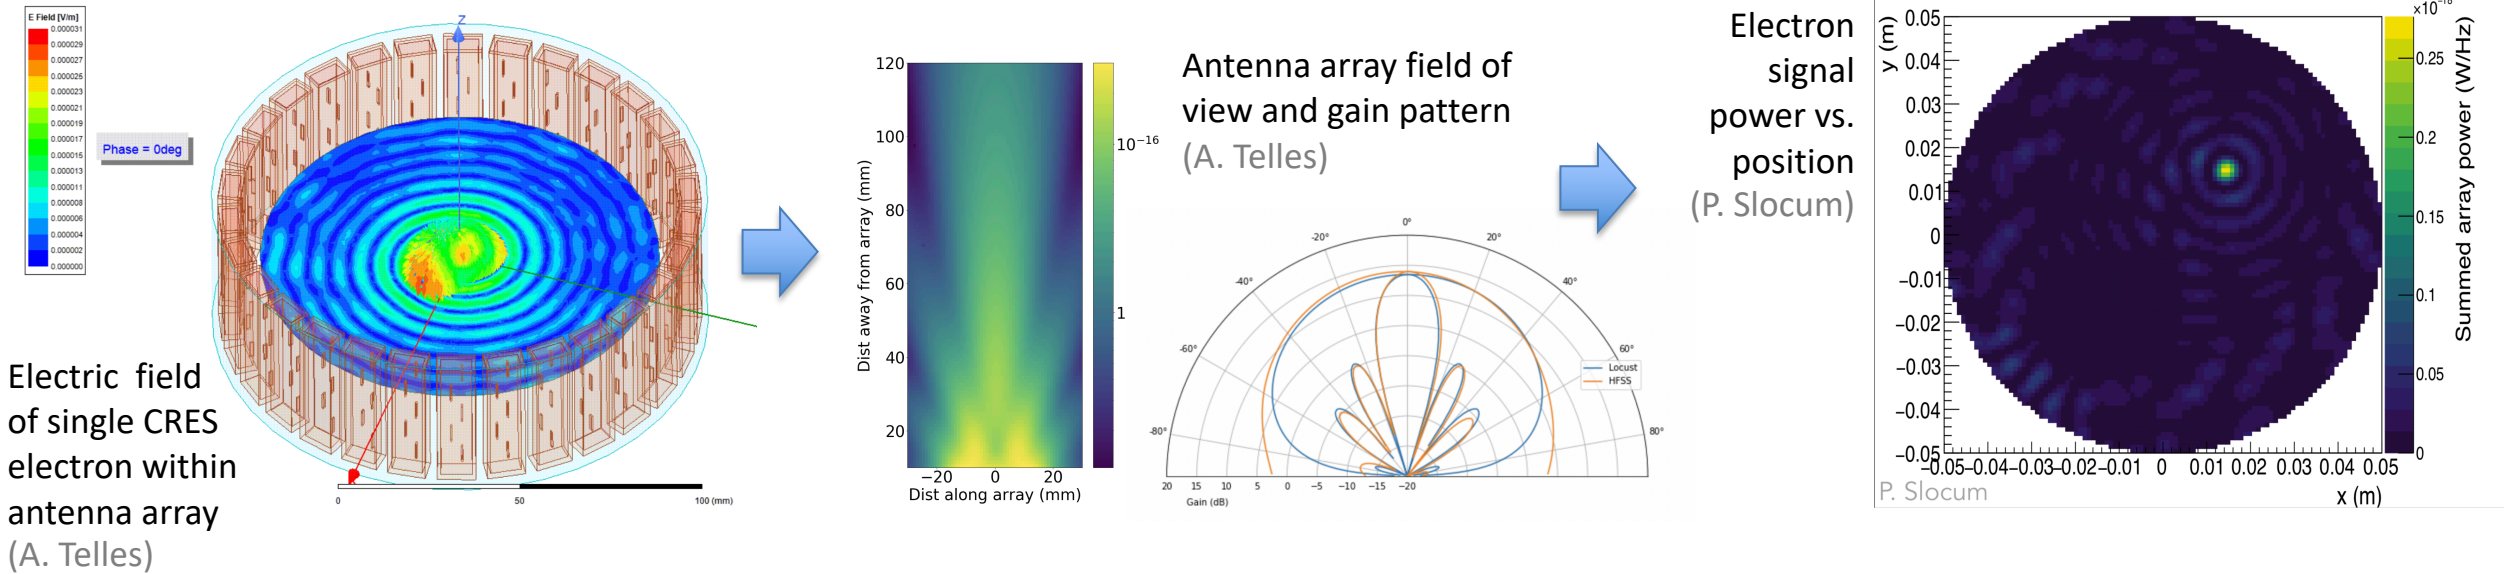 E Field [V/m]
0.000031
0.000029
0.000027
0.000025
0.000023
0.000021
0.000019
0.000017
0.000015
0.000013
0.000011
0.000008
0.000006
0.000004
0.000002
0.000000
Phase = 0deg
Z
0
50
100 (mm)
Electric field
of single CRES
electron within
antenna array
(A. Telles)
Dist away from array (mm)
120
100
80
60
40
20
−20
0
20
Dist along array (mm)
10⁻¹⁶
1
Antenna array field of
view and gain pattern
(A. Telles)
0°
-20°
20°
-40°
40°
-60°
60°
-80°
80°
Locust
HFSS
20 15 10 5 0 −5 −10 −15 −20
Gain (dB)
Electron
signal
power vs.
position
(P. Slocum)
y (m)
0.05
0.04
0.03
0.02
0.01
0
−0.01
−0.02
−0.03
−0.04
−0.05
−0.05 −0.04 −0.03 −0.02 −0.01 0 0.01 0.02 0.03 0.04 0.05
x (m)
P. Slocum
0.25
0.2
0.15
0.1
0.05
0
Summed array power (W/Hz)